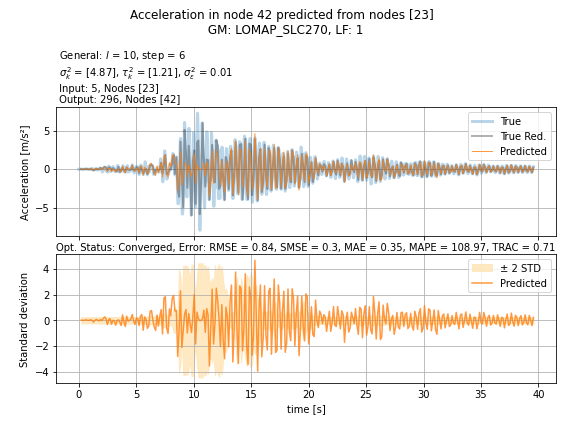 Acceleration in node 42 predicted from nodes [23]
GM: LOMAP_SLC270, LF: 1
General: l = 10, step = 6
σ²ₖ = [4.87], τ²ₖ = [1.21], σ²ε = 0.01
Input: 5, Nodes [23]
Output: 296, Nodes [42]
Acceleration [m/s²]
5
0
−5
True
True Red.
Predicted
Opt. Status: Converged, Error: RMSE = 0.84, SMSE = 0.3, MAE = 0.35, MAPE = 108.97, TRAC = 0.71
Standard deviation
4
2
0
−2
−4
± 2 STD
Predicted
0 5 10 15 20 25 30 35 40
time [s]